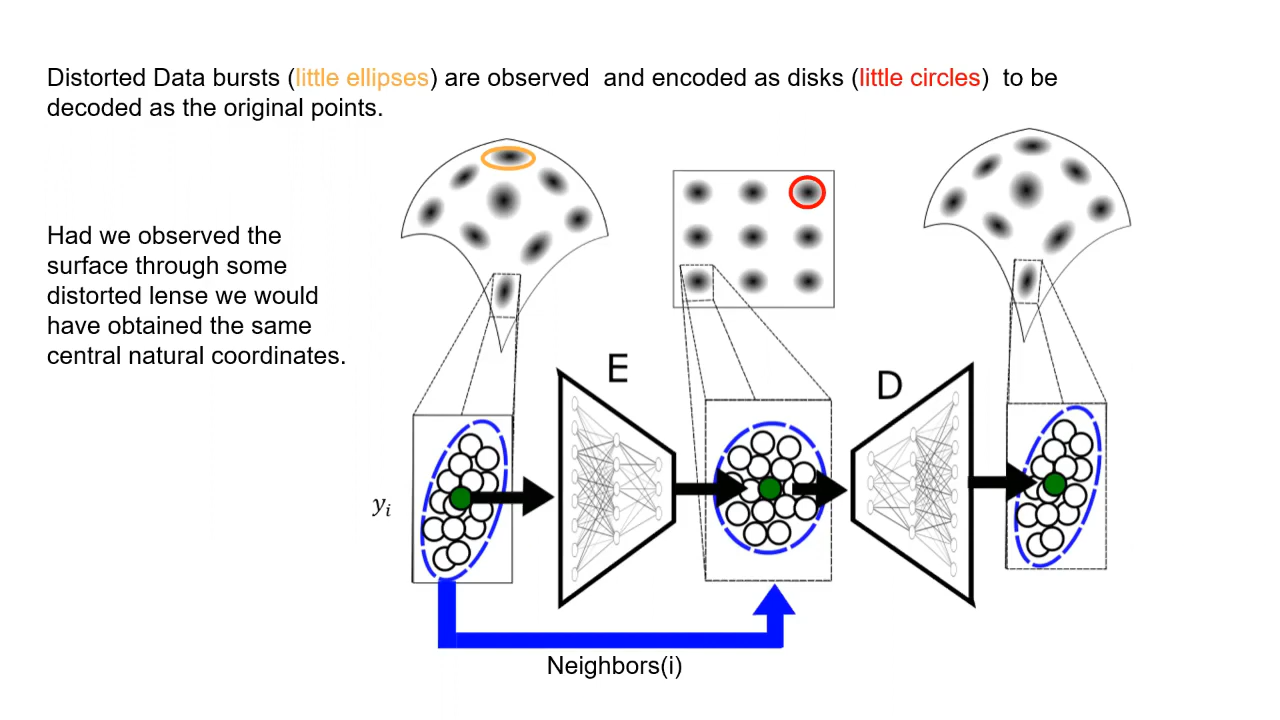 Distorted Data bursts (little ellipses) are observed  and encoded as disks (little circles)  to be
decoded as the original points.
Had we observed the
surface through some
distorted lense we would
have obtained the same
central natural coordinates.
E
D
yᵢ
Neighbors(i)